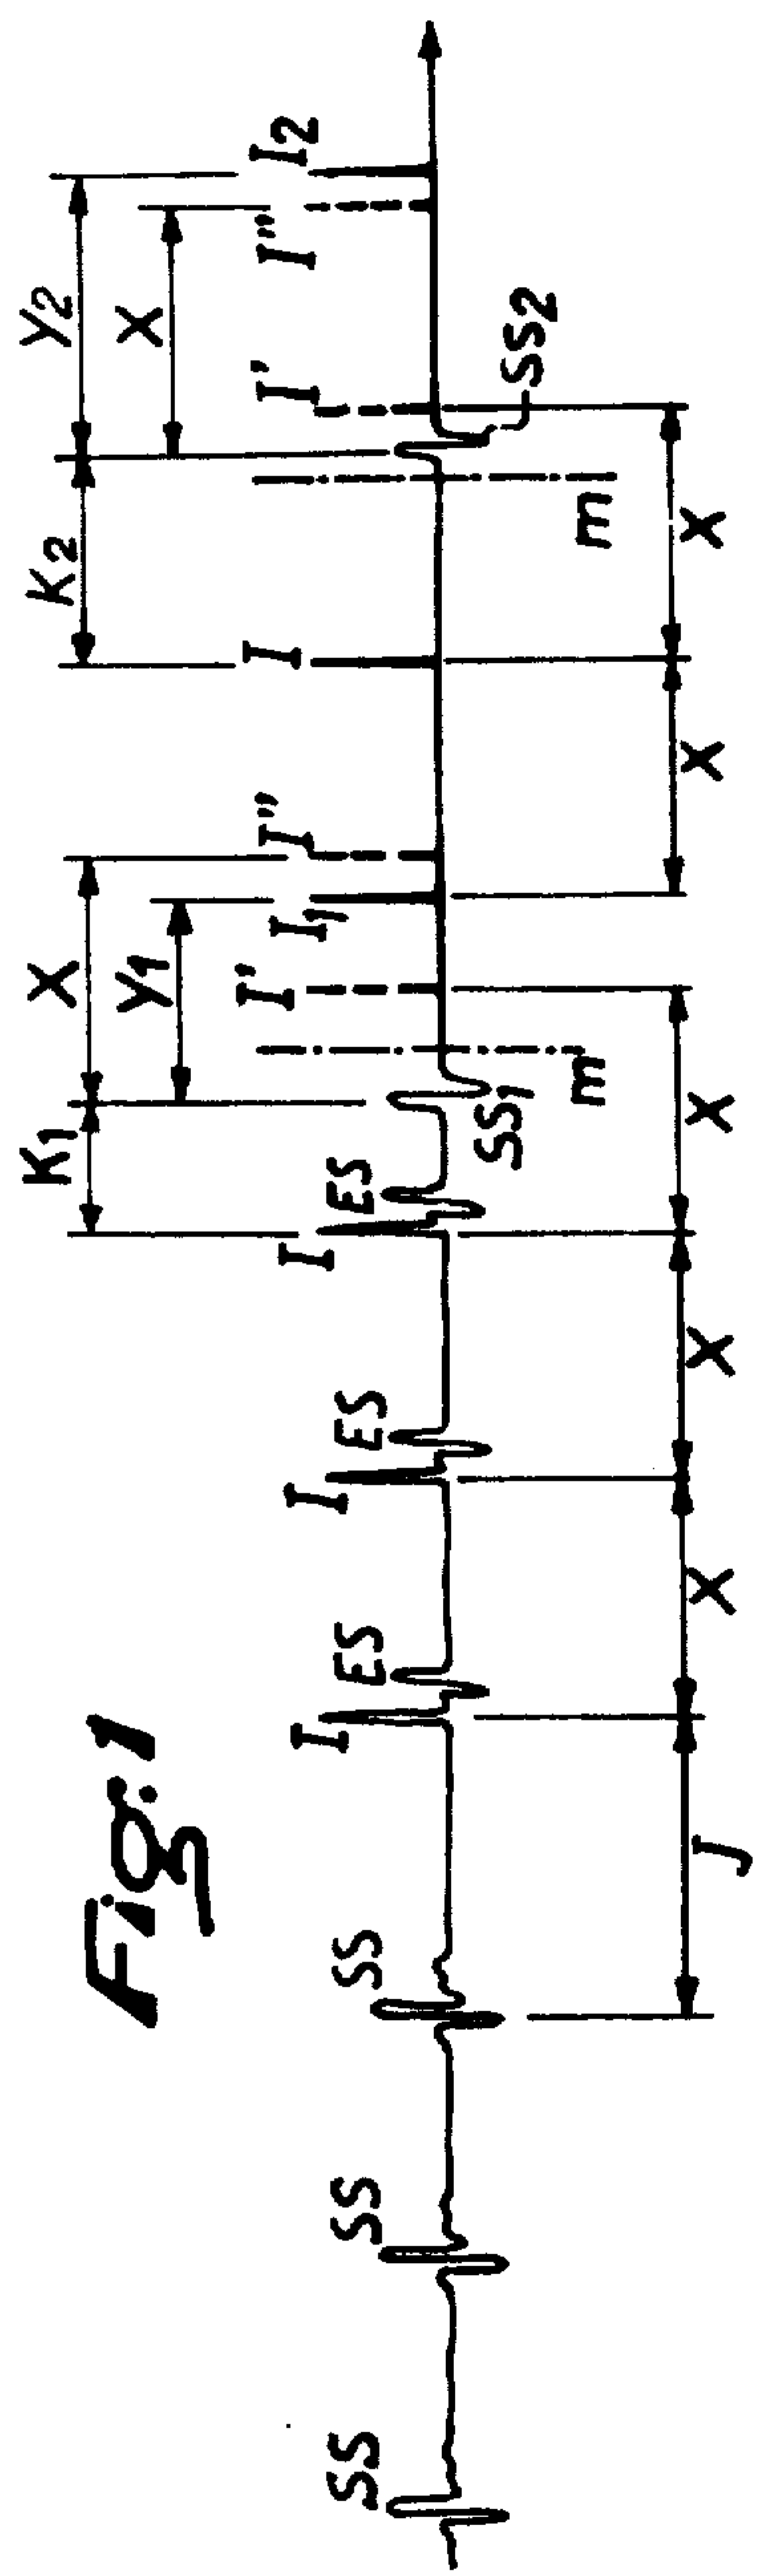 Fig.1
K1 X K2 Y2
Y1 X
SS SS SS I ES I ES I ES I' I1 I" I I' I" I2
SS1 m m SS2
J X X X X X